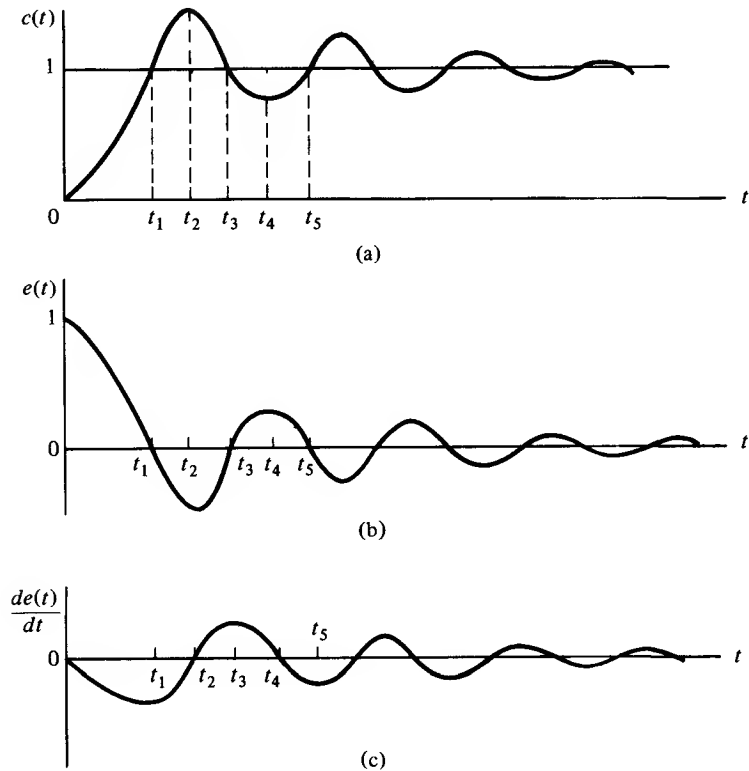 c(t)
1
0
t₁ t₂ t₃ t₄ t₅ t
(a)
e(t)
1
0
t₁ t₂ t₃ t₄ t₅ t
(b)
de(t)
dt
0
t₁ t₂ t₃ t₄ t₅ t
(c)